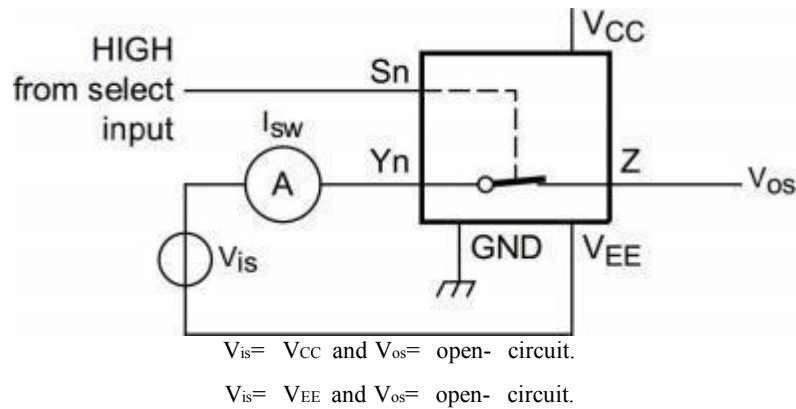 VCC
HIGH
from select
input
Sn
ISW
A
Yn
Z
Vos
Vis
GND
VEE
Vis= VCC and Vos= open- circuit.
Vis= VEE and Vos= open- circuit.